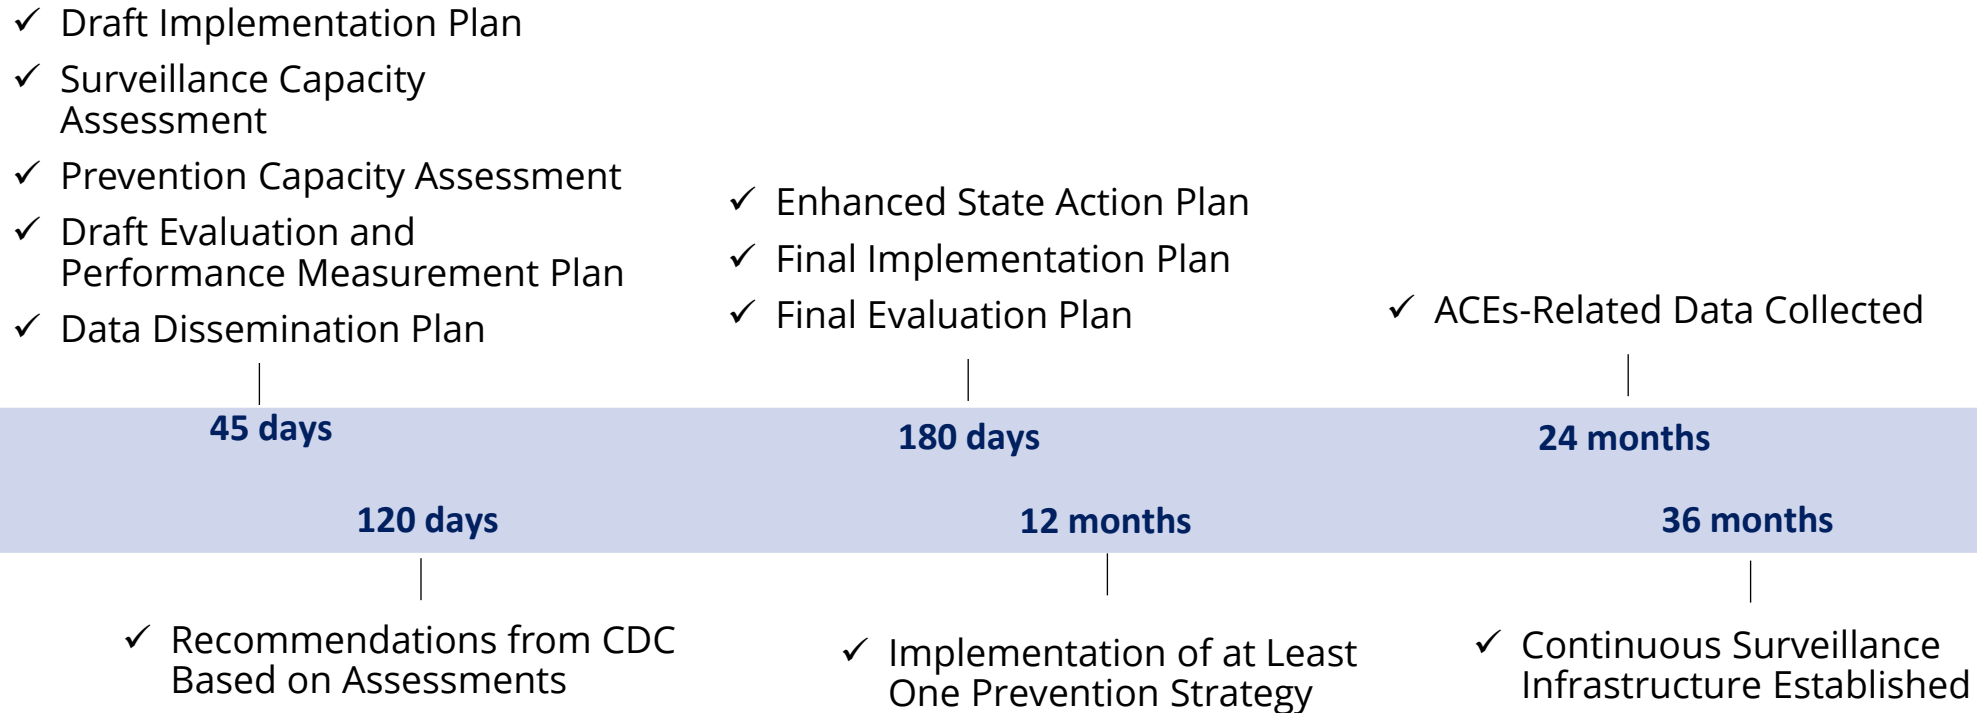 ✓ Draft Implementation Plan
✓ Surveillance Capacity
Assessment
✓ Prevention Capacity Assessment
✓ Draft Evaluation and
Performance Measurement Plan
✓ Data Dissemination Plan
✓ Enhanced State Action Plan
✓ Final Implementation Plan
✓ Final Evaluation Plan
✓ ACEs-Related Data Collected
45 days
180 days
24 months
120 days
12 months
36 months
✓ Recommendations from CDC
Based on Assessments
✓ Implementation of at Least
One Prevention Strategy
✓ Continuous Surveillance
Infrastructure Established